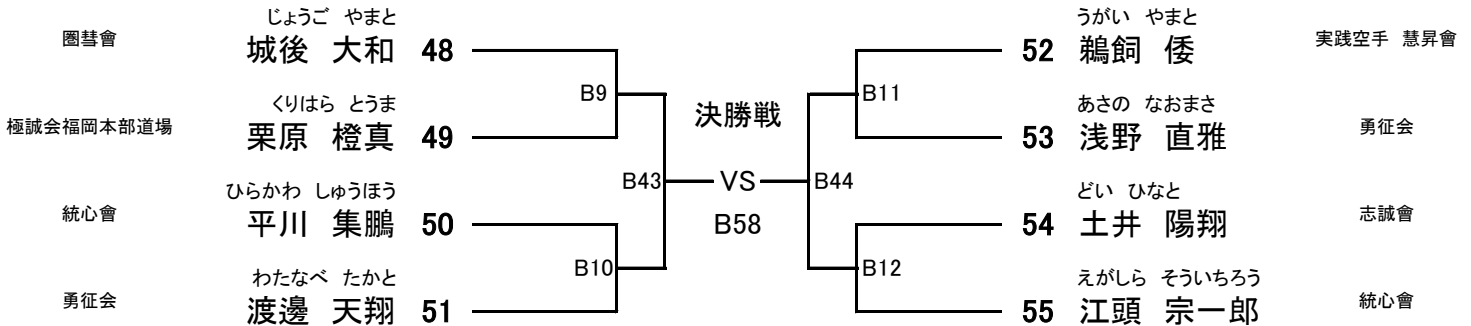 じょうご やまと
圏彗會 城後 大和 48
B9
くりはら とうま
極誠会福岡本部道場 栗原 橙真 49
B43
ひらかわ しゅうほう
統心會 平川 集鵬 50
B10
わたなべ たかと
勇征会 渡邊 天翔 51
決勝戦
VS
B58
うがい やまと
52 鵜飼 倭 実践空手 慧昇會
B11
あさの なおまさ
53 浅野 直雅 勇征会
B44
どい ひなと
54 土井 陽翔 志誠會
B12
えがしら そういちろう
55 江頭 宗一郎 統心會